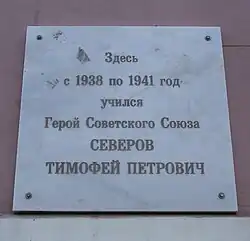 Здесь
с 1938 по 1941 год
учился
Герой Советского Союза
СЕВЕРОВ
ТИМОФЕЙ ПЕТРОВИЧ